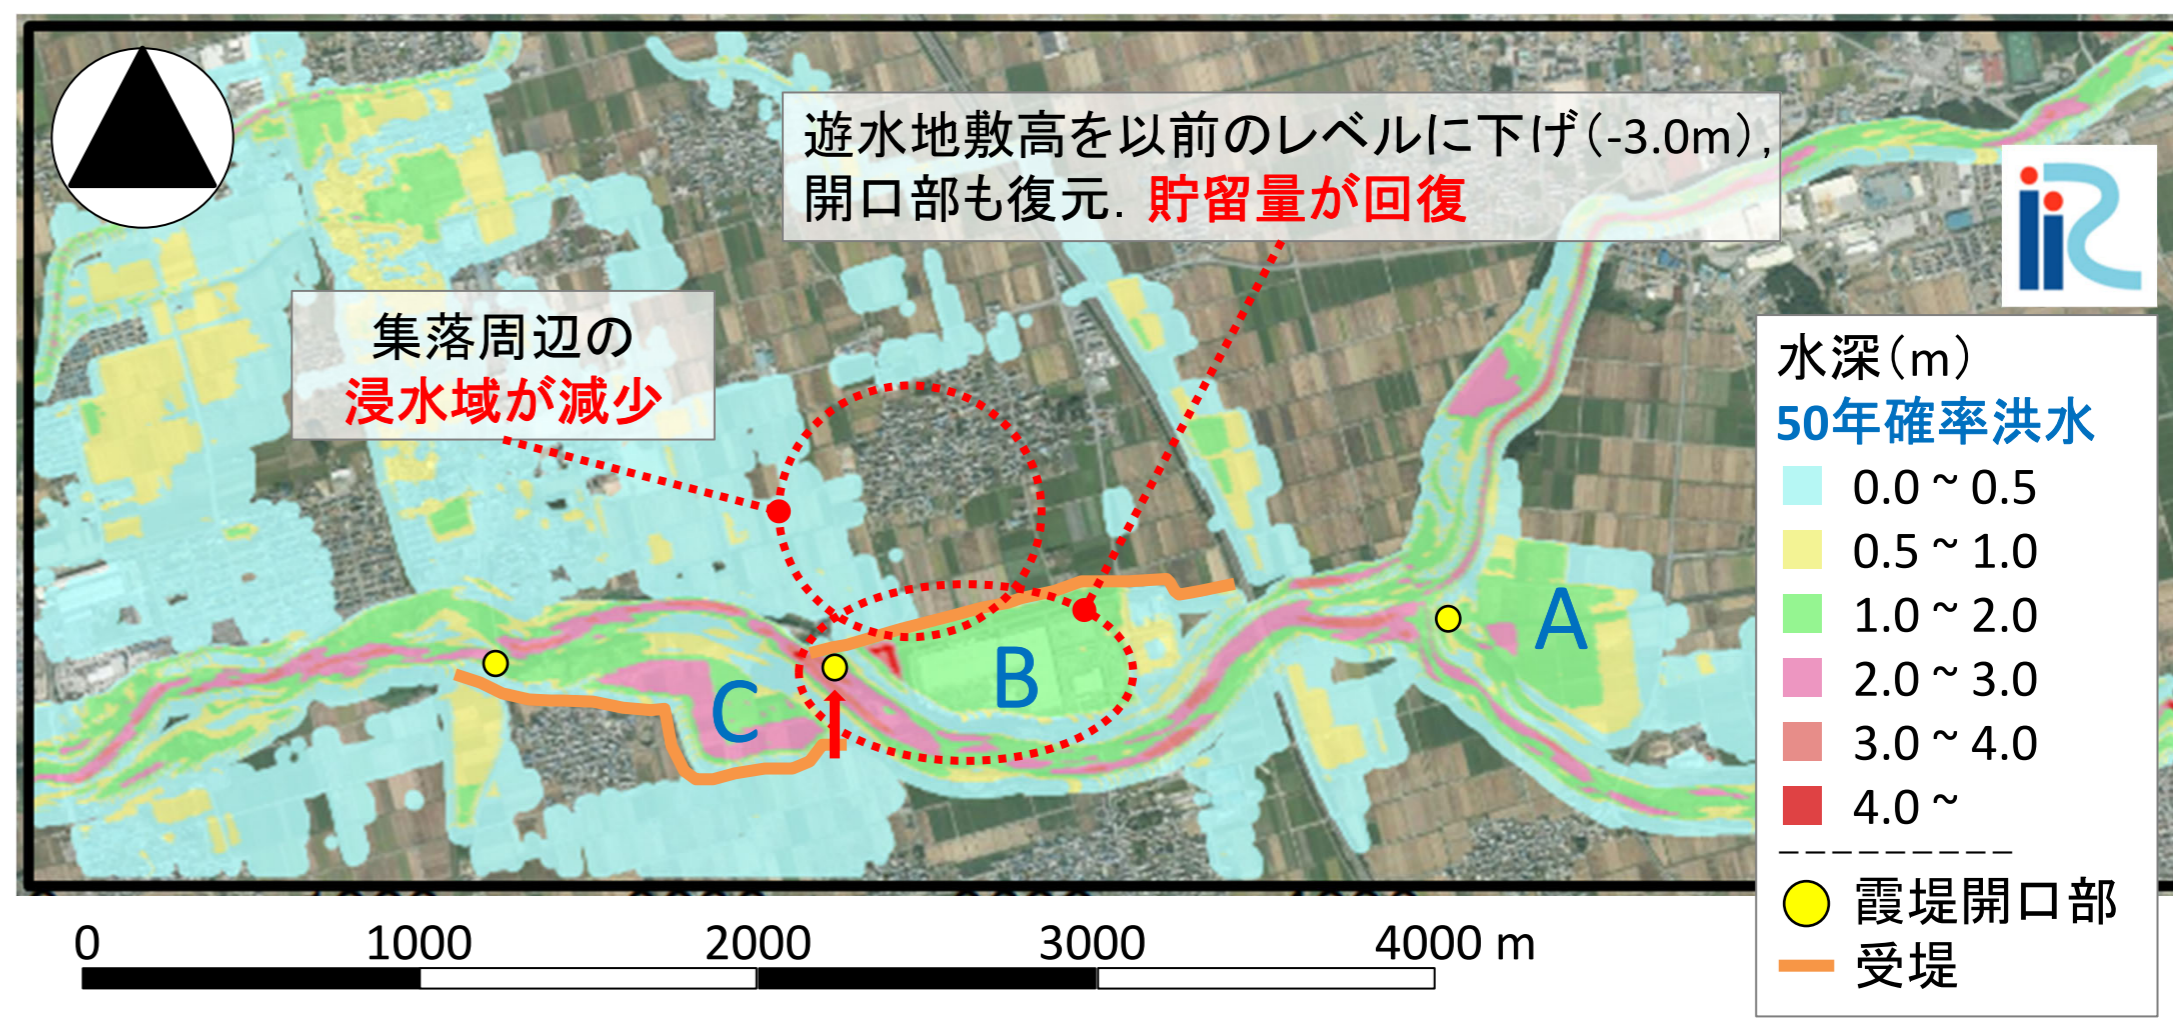 遊水地敷高を以前のレベルに下げ(-3.0m),
開口部も復元. 貯留量が回復
集落周辺の
浸水域が減少
iRIC
水深(m)
50年確率洪水
0.0 ~ 0.5
0.5 ~ 1.0
1.0 ~ 2.0
2.0 ~ 3.0
3.0 ~ 4.0
4.0 ~
霞堤開口部
受堤
A
B
C
0 1000 2000 3000 4000 m